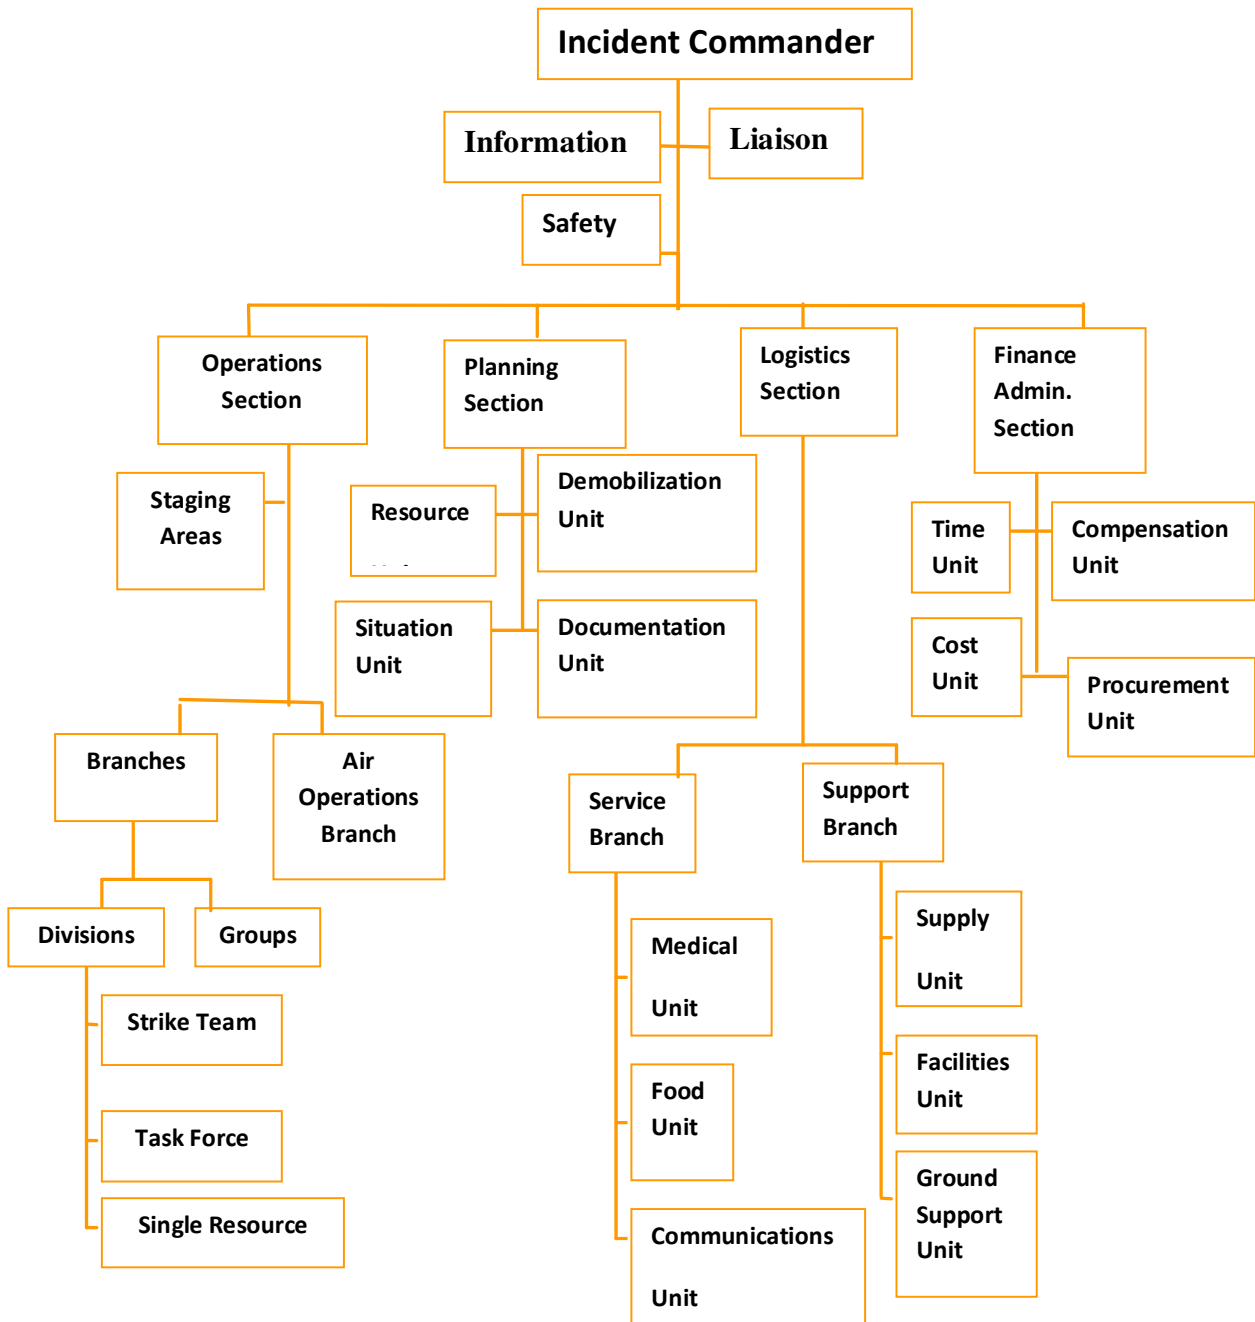 Incident Commander
Information
Liaison
Safety
Operations
Section
Planning
Section
Logistics
Section
Finance
Admin.
Section
Staging
Areas
Resource
Demobilization
Unit
Situation
Unit
Documentation
Unit
Time
Unit
Compensation
Unit
Cost
Unit
Procurement
Unit
Branches
Air
Operations
Branch
Divisions
Groups
Strike Team
Task Force
Single Resource
Service
Branch
Support
Branch
Medical
Unit
Food
Unit
Communications
Unit
Supply
Unit
Facilities
Unit
Ground
Support
Unit